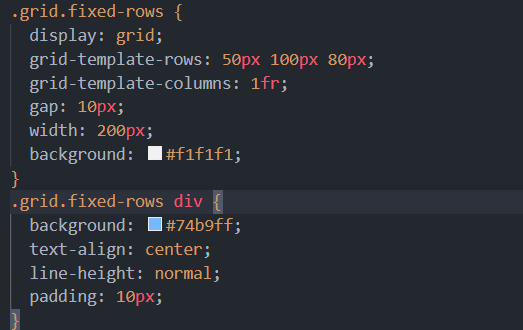 .grid.fixed-rows {
  display: grid;
  grid-template-rows: 50px 100px 80px;
  grid-template-columns: 1fr;
  gap: 10px;
  width: 200px;
  background: #f1f1f1;
}
.grid.fixed-rows div {
  background: #74b9ff;
  text-align: center;
  line-height: normal;
  padding: 10px;
}